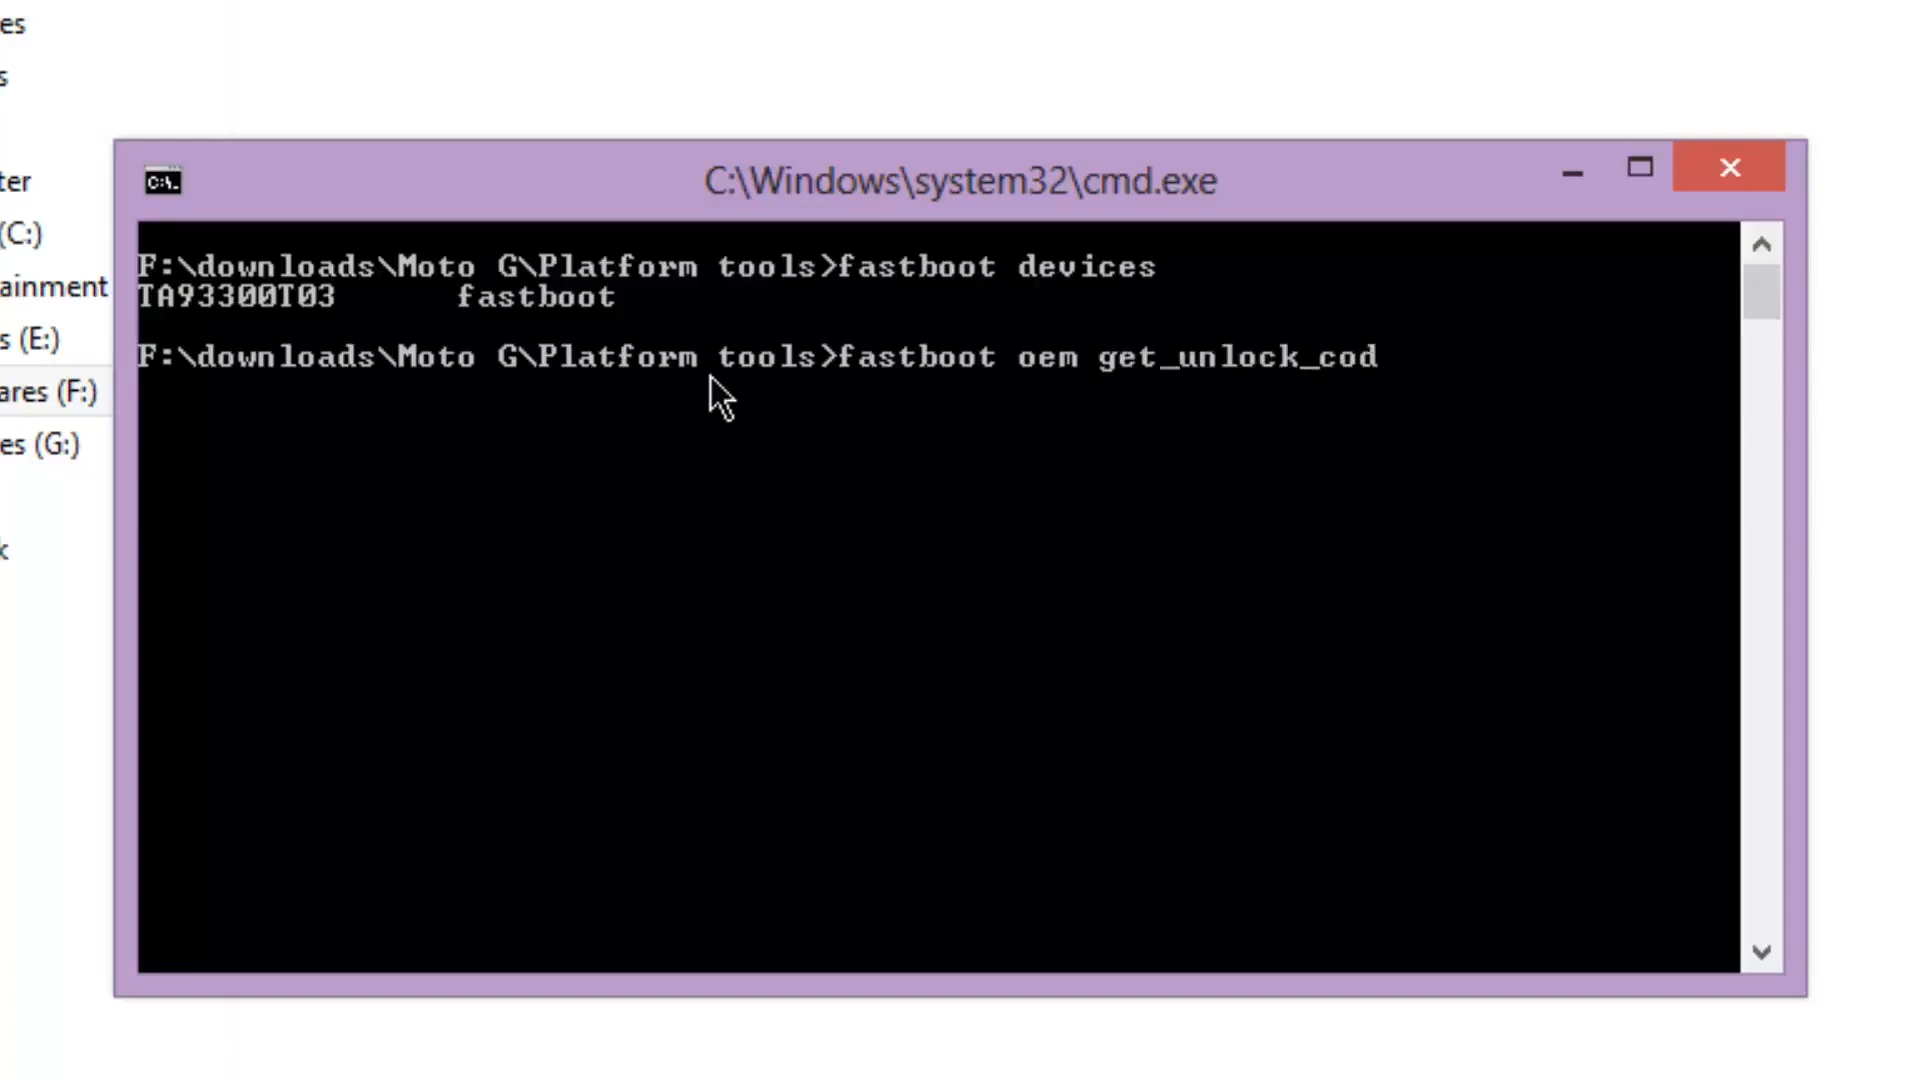 es
s
ter
(C:)
ainment
s (E:)
ares (F:)
es (G:)
k
C:\Windows\system32\cmd.exe
F:\downloads\Moto G\Platform tools>fastboot devices
TA93300T03 fastboot
F:\downloads\Moto G\Platform tools>fastboot oem get_unlock_cod